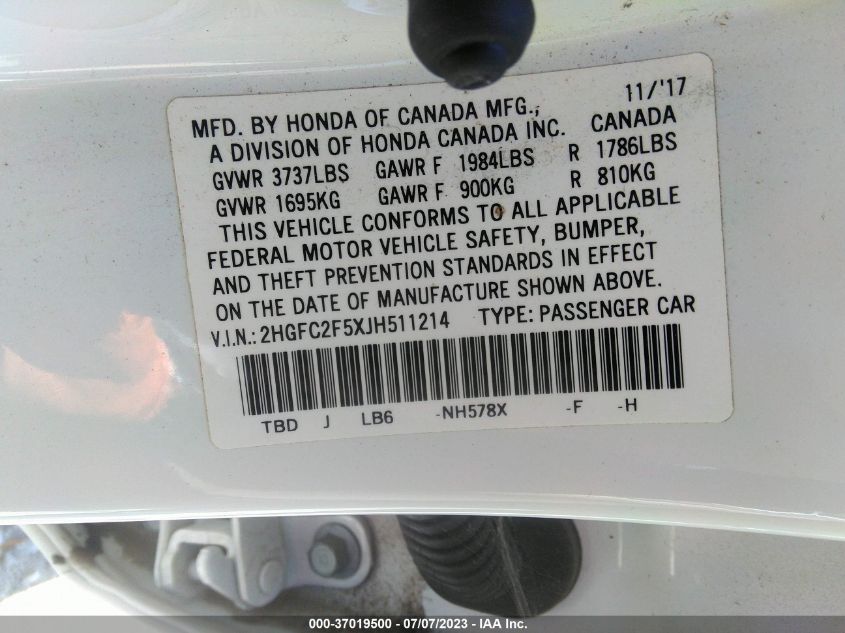 11/'17
MFD. BY HONDA OF CANADA MFG.,
A DIVISION OF HONDA CANADA INC. CANADA
GVWR 3737LBS GAWR F 1984LBS R 1786LBS
GVWR 1695KG GAWR F 900KG R 810KG
THIS VEHICLE CONFORMS TO ALL APPLICABLE
FEDERAL MOTOR VEHICLE SAFETY, BUMPER,
AND THEFT PREVENTION STANDARDS IN EFFECT
ON THE DATE OF MANUFACTURE SHOWN ABOVE.
V.I.N.: 2HGFC2F5XJH511214 TYPE: PASSENGER CAR
TBD J LB6 -NH578X -F -H
000-37019500 - 07/07/2023 - IAA Inc.